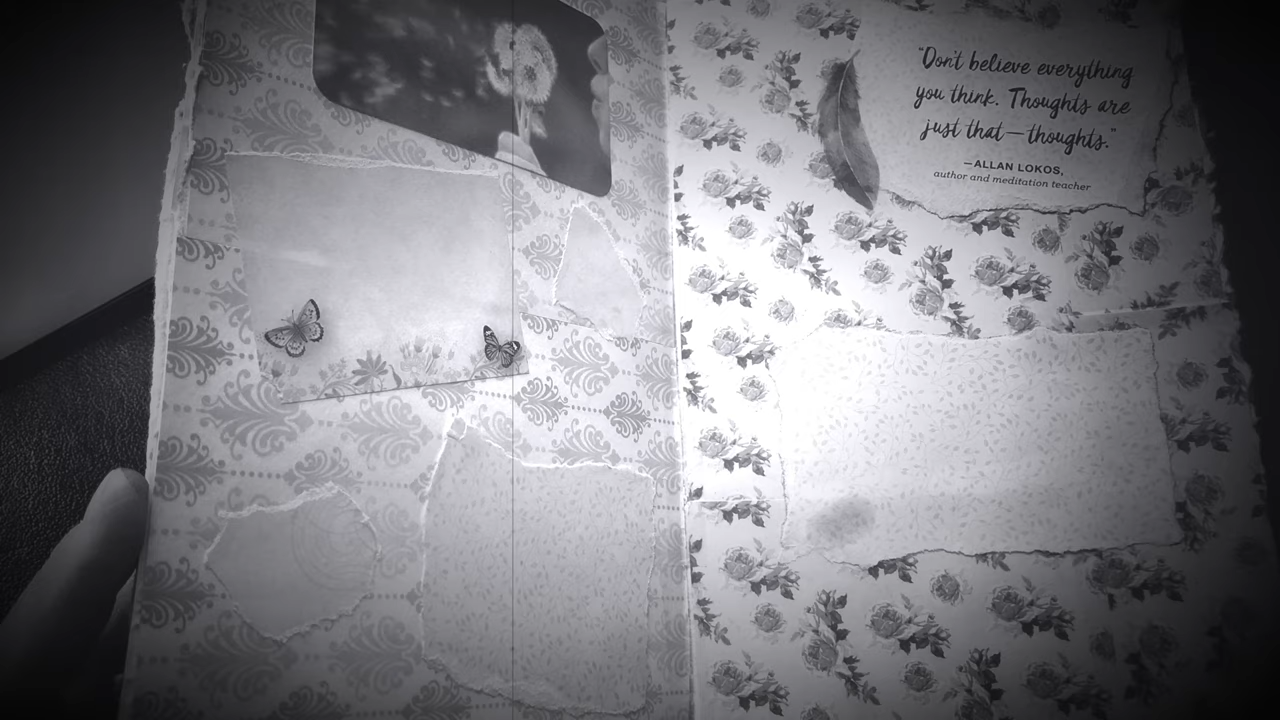 “Don’t believe everything
you think. Thoughts are
just that—thoughts.”
—ALLAN LOKOS,
author and meditation teacher